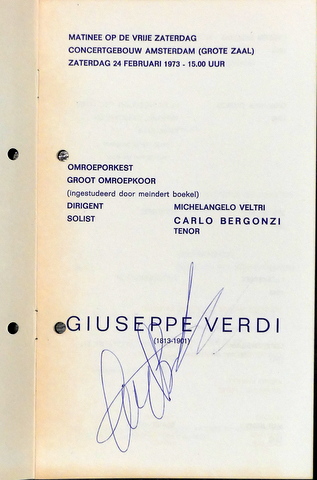 MATINEE OP DE VRIJE ZATERDAG
CONCERTGEBOUW AMSTERDAM (GROTE ZAAL)
ZATERDAG 24 FEBRUARI 1973 - 15.00 UUR
OMROEPORKEST
GROOT OMROEPKOOR
(ingestudeerd door meindert boekel)
DIRIGENT MICHELANGELO VELTRI
SOLIST CARLO BERGONZI
TENOR
GIUSEPPE VERDI
(1813-1901)